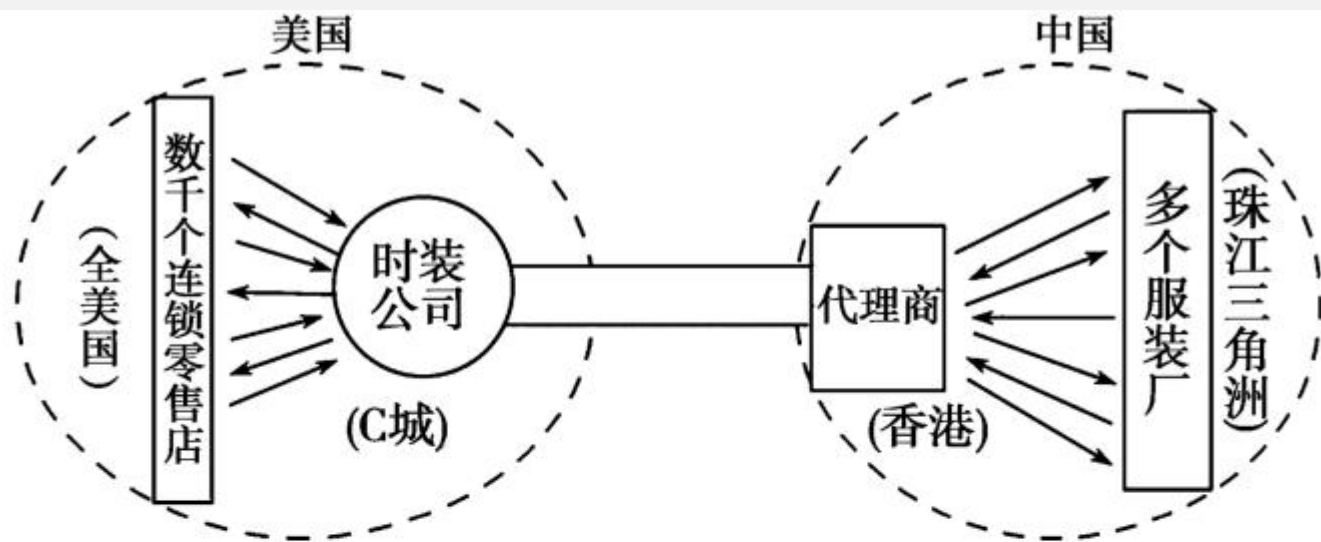 美国
中国
数千个连锁零售店
(全美国)
时装
公司
(C城)
代理商
(香港)
多个服装厂
(珠江三角洲)